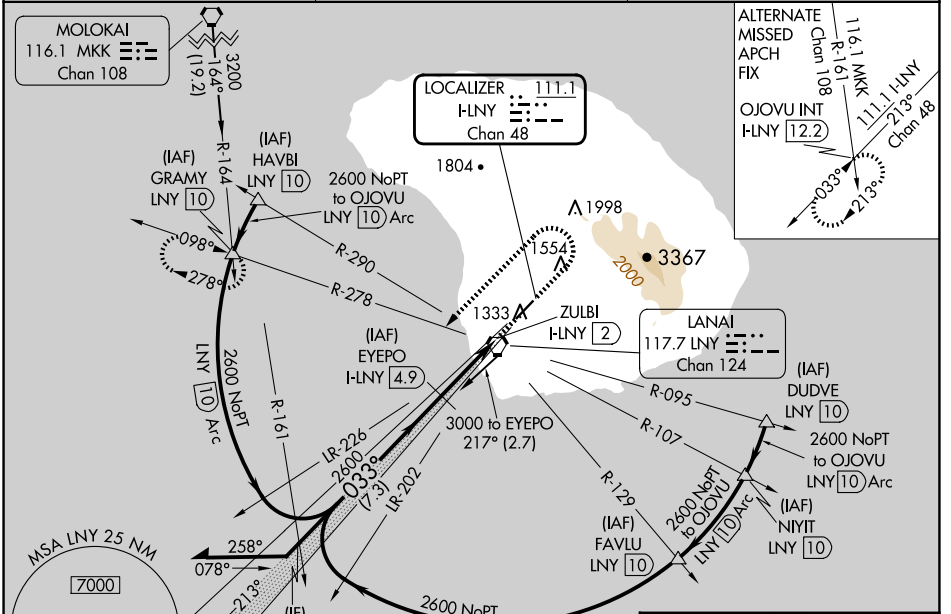 MOLOKAI
116.1 MKK
Chan 108
3200
164°
(19.2)
R-164
(IAF)
HAVBI
LNY 10
(IAF)
GRAMY
LNY 10
2600 NoPT
to OJOVU
LNY 10 Arc
098°
278°
R-290
R-278
LOCALIZER 111.1
I-LNY
Chan 48
1804
1998
1554
3367
2000
1333
ZULBI
I-LNY 2
LANAI
117.7 LNY
Chan 124
ALTERNATE
MISSED
APCH
FIX
116.1 MKK
Chan 108
R-161
111.1 I-LNY
213°
Chan 48
OJOVU INT
I-LNY 12.2
033°
213°
(IAF)
EYEPO
I-LNY 4.9
3000 to EYEPO
217° (2.7)
2600 NoPT
LNY 10 Arc
R-161
LR-226
2600
033°
(7.3)
LR-202
R-095
R-107
R-129
(IAF)
DUDVE
LNY 10
2600 NoPT
to OJOVU
LNY 10 Arc
(IAF)
NIYIT
LNY 10
2600 NoPT
to OJOVU
LNY 10 Arc
(IAF)
FAVLU
LNY 10
258°
078°
213°
(IF)
2600 NoPT
MSA LNY 25 NM
7000